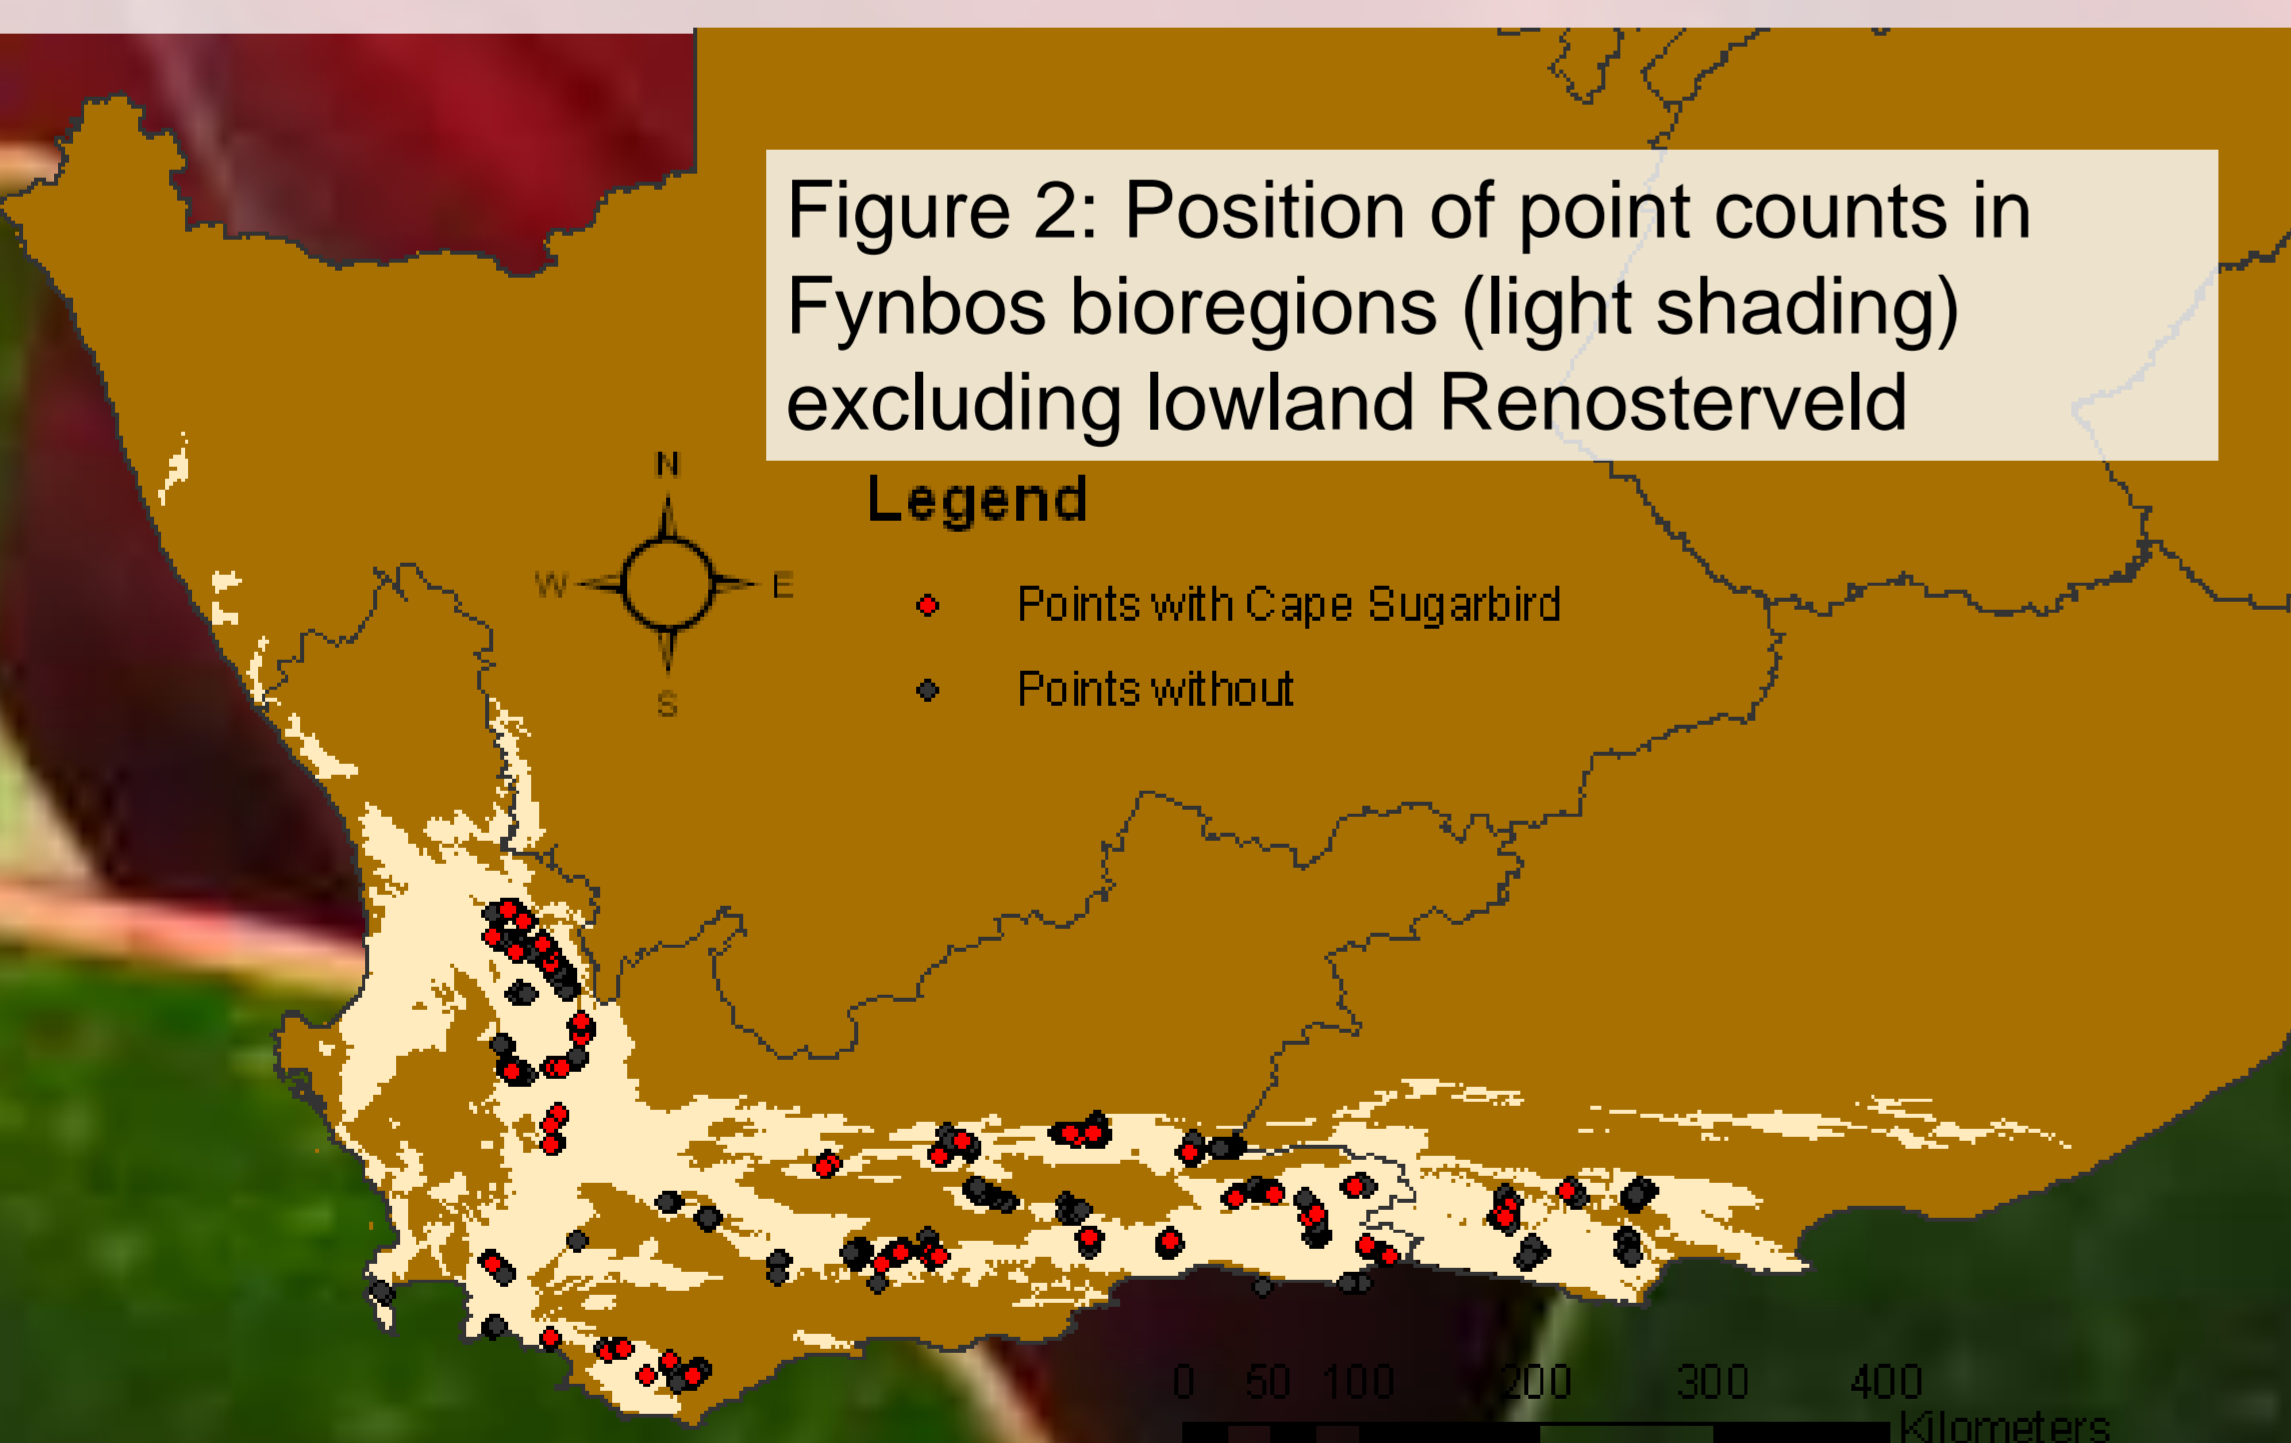 Figure 2: Position of point counts in
Fynbos bioregions (light shading)
excluding lowland Renosterveld
N
W E
S
Legend
Points with Cape Sugarbird
Points without
0 50 100 200 300 400
Kilometers